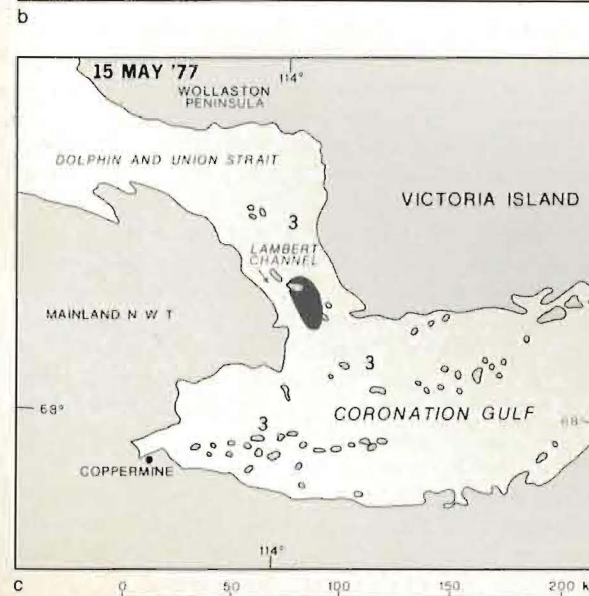 b
15 MAY '77
114°
WOLLASTON
PENINSULA
DOLPHIN AND UNION STRAIT
VICTORIA ISLAND
3
LAMBERT
CHANNEL
MAINLAND N W T
3
68°
3
CORONATION GULF
68
COPPERMINE
114°
c
0 50 100 150 200 k